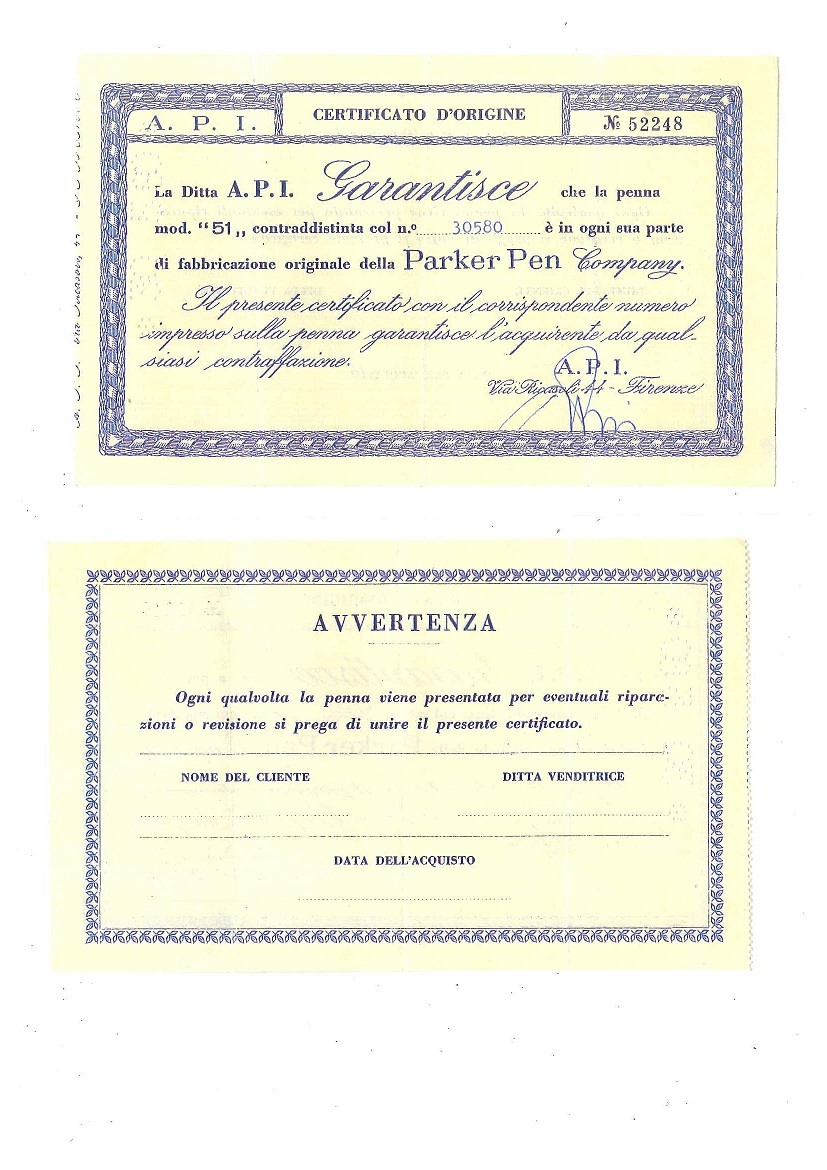 A. P. I.
CERTIFICATO D'ORIGINE
№ 52248
La Ditta A.P.I. Garantisce che la penna
mod. “51„ contraddistinta col n.º 30580 è in ogni sua parte
di fabbricazione originale della Parker Pen Company.
Il presente certificato con il corrispondente numero
impresso sulla penna garantisce l'acquirente da qual-
siasi contraffazione.
A. P. I.
Via Ricasoli 44 - Firenze
AVVERTENZA
Ogni qualvolta la penna viene presentata per eventuali ripara-
zioni o revisione si prega di unire il presente certificato.
NOME DEL CLIENTE
DITTA VENDITRICE
DATA DELL'ACQUISTO